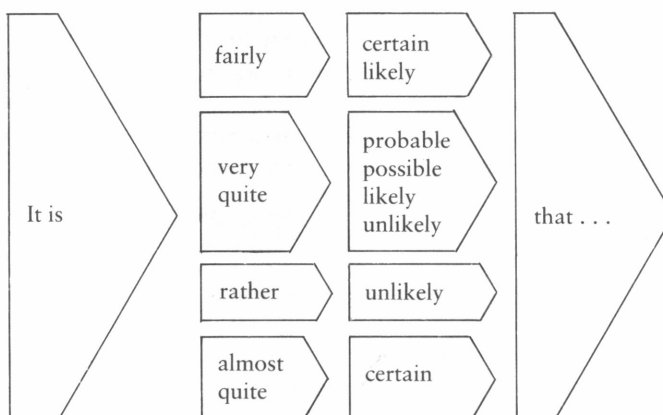 It is
fairly
certain
likely
very
quite
probable
possible
likely
unlikely
rather
unlikely
almost
quite
certain
that . . .